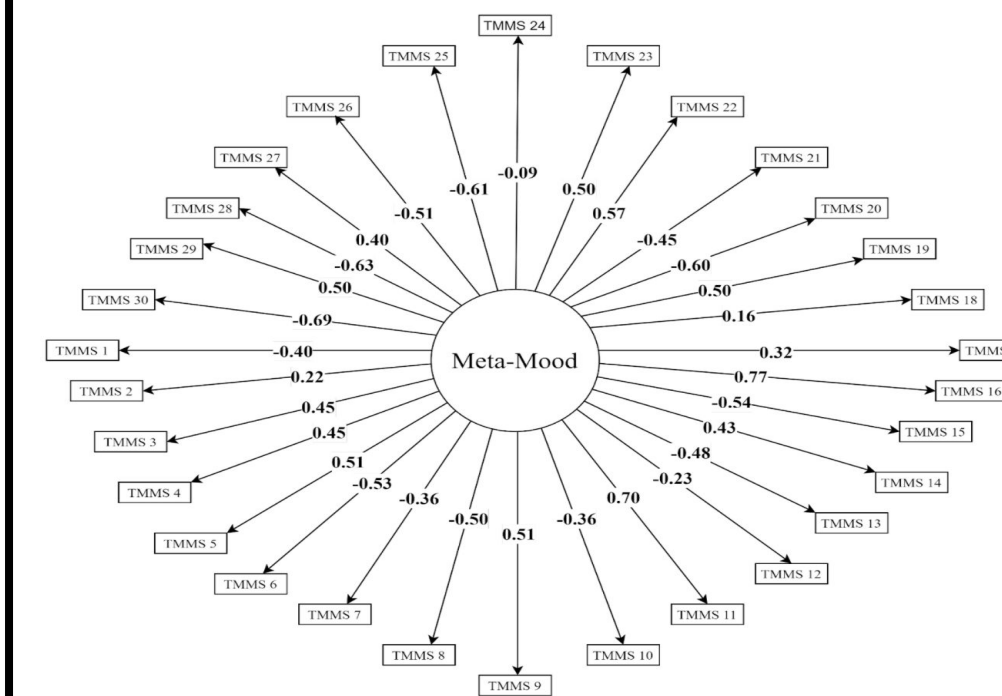 TMMS 24
TMMS 25
TMMS 23
TMMS 26
TMMS 22
TMMS 27
TMMS 21
TMMS 28
TMMS 20
TMMS 29
TMMS 19
TMMS 30
TMMS 18
TMMS 1
TMMS
TMMS 2
TMMS 16
TMMS 3
TMMS 15
TMMS 4
TMMS 14
TMMS 5
TMMS 13
TMMS 6
TMMS 12
TMMS 7
TMMS 11
TMMS 8
TMMS 10
TMMS 9
Meta-Mood
-0.09
-0.61
0.50
-0.51
0.57
0.40
-0.45
-0.63
-0.60
0.50
0.50
-0.69
0.16
-0.40
0.32
0.22
0.77
0.45
-0.54
0.45
0.43
0.51
-0.48
-0.53
-0.23
-0.36
0.70
-0.50
-0.36
0.51